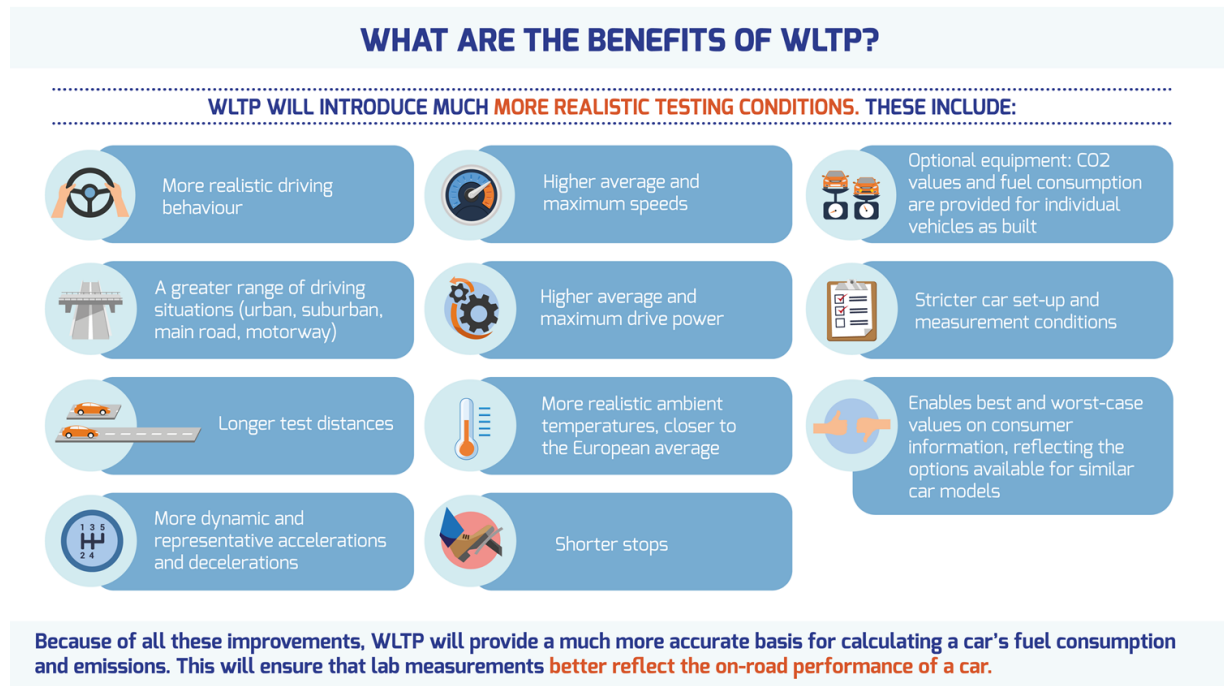 WHAT ARE THE BENEFITS OF WLTP?
WLTP WILL INTRODUCE MUCH MORE REALISTIC TESTING CONDITIONS. THESE INCLUDE:
More realistic driving
behaviour
A greater range of driving
situations (urban, suburban,
main road, motorway)
Longer test distances
1 3 5
2 4
More dynamic and
representative accelerations
and decelerations
Higher average and
maximum speeds
Higher average and
maximum drive power
More realistic ambient
temperatures, closer to
the European average
Shorter stops
Optional equipment: CO2
values and fuel consumption
are provided for individual
vehicles as built
Stricter car set-up and
measurement conditions
Enables best and worst-case
values on consumer
information, reflecting the
options available for similar
car models
Because of all these improvements, WLTP will provide a much more accurate basis for calculating a car's fuel consumption
and emissions. This will ensure that lab measurements better reflect the on-road performance of a car.